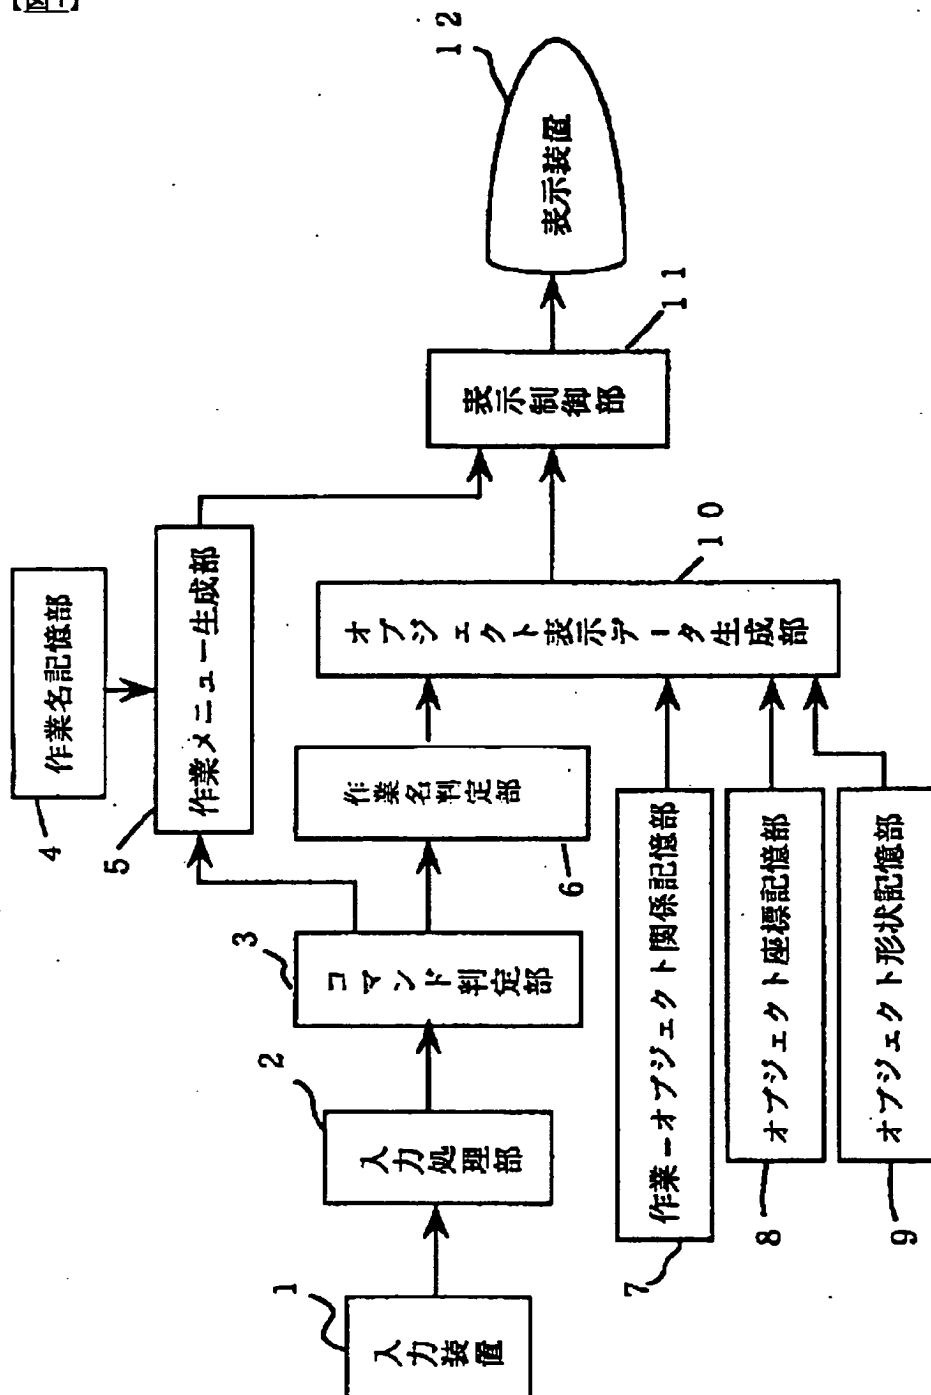 【図1】
12
表示装置
11
表示制御部
10
オブジェクト表示データ生成部
4
作業名記憶部
5
作業メニュー生成部
作業名判定部
6
3
コマンド判定部
2
入力処理部
1
入力装置
作業－オブジェクト関係記憶部
7
オブジェクト座標記憶部
8
オブジェクト形状記憶部
9